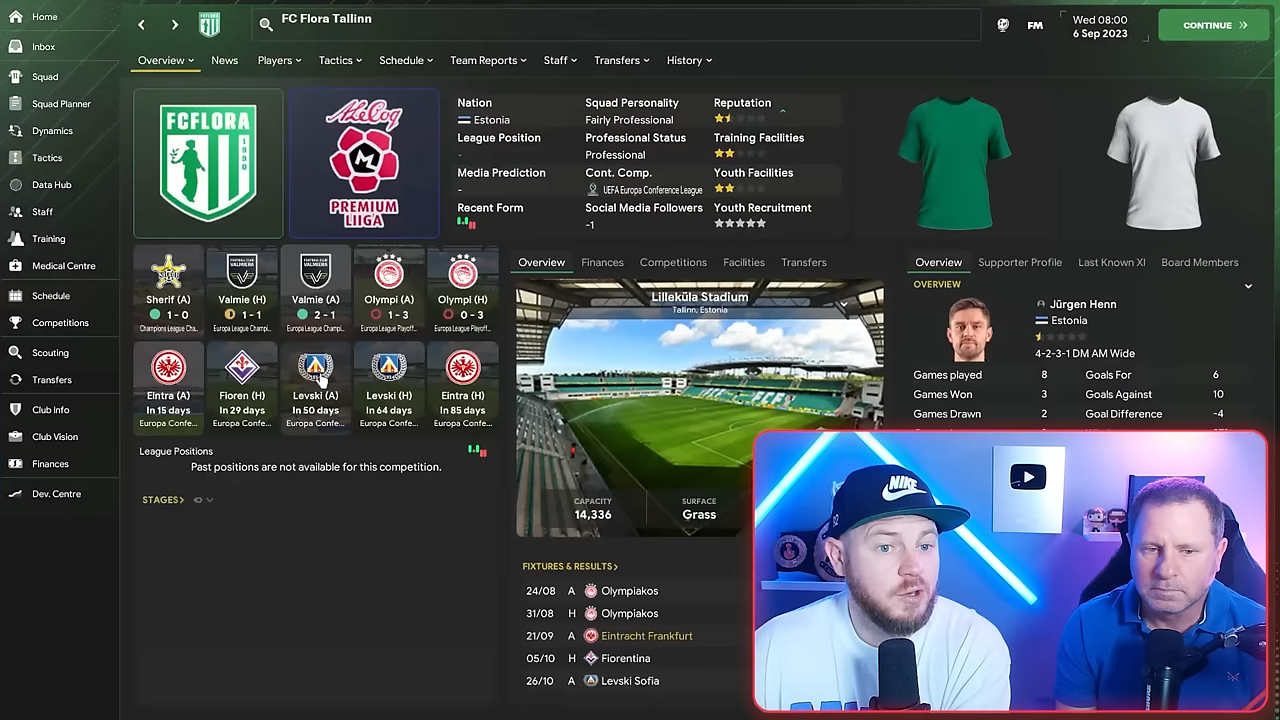 Home
Inbox
Squad
Squad Planner
Dynamics
Tactics
Data Hub
Staff
Training
Medical Centre
Schedule
Competitions
Scouting
Transfers
Club Info
Club Vision
Finances
Dev. Centre
FC Flora Tallinn
FM
Wed 08:00
6 Sep 2023
CONTINUE
Overview News Players Tactics Schedule Team Reports Staff Transfers History
FCFLORA
1990
A. Le Coq
M
PREMIUM
LIIGA
Nation
Estonia
League Position
-
Media Prediction
-
Recent Form
Squad Personality
Fairly Professional
Professional Status
Professional
Cont. Comp.
UEFA Europa Conference League
Social Media Followers
-1
Reputation
Training Facilities
Youth Facilities
Youth Recruitment
Sherif (A)
1 - 0
Champions League Cha...
Valmie (H)
1 - 1
Europa League Champi...
Valmie (A)
2 - 1
Europa League Champi...
Olympi (A)
1 - 3
Europa League Playoff...
Olympi (H)
0 - 3
Europa League Playoff...
Eintra (A)
In 15 days
Europa Confe...
Fioren (H)
In 29 days
Europa Confe...
Levski (A)
In 50 days
Europa Confe...
Levski (H)
In 64 days
Europa Confe...
Eintra (H)
In 85 days
Europa Confe...
League Positions
Past positions are not available for this competition.
STAGES>
Overview Finances Competitions Facilities Transfers
Lilleküla Stadium
Tallinn, Estonia
CAPACITY
14,336
SURFACE
Grass
FIXTURES & RESULTS>
24/08 A Olympiakos
31/08 H Olympiakos
21/09 A Eintracht Frankfurt
05/10 H Fiorentina
26/10 A Levski Sofia
Overview Supporter Profile Last Known XI Board Members
OVERVIEW
Jürgen Henn
Estonia
4-2-3-1 DM AM Wide
Games played 8 Goals For 6
Games Won 3 Goals Against 10
Games Drawn 2 Goal Difference -4
NIKE